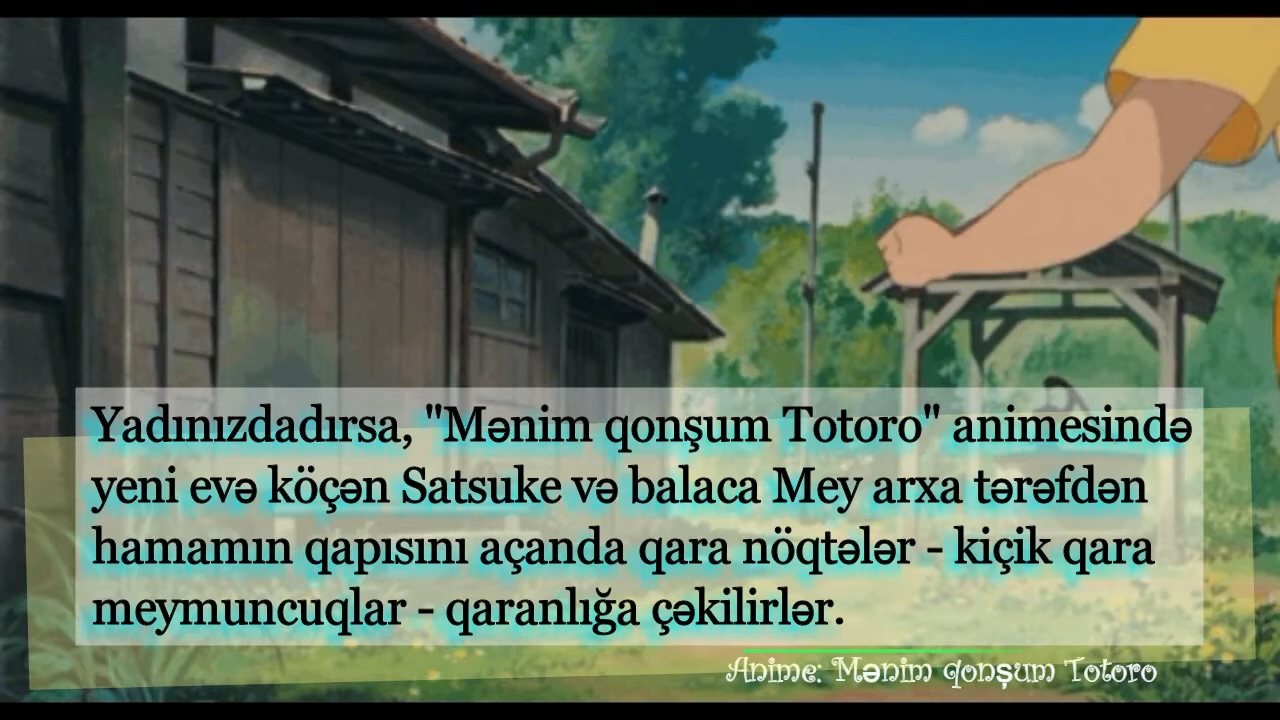 Yadınızdadırsa, "Mənim qonşum Totoro" animesində
yeni evə köçən Satsuke və balaca Mey arxa tərəfdən
hamamın qapısını açanda qara nöqtələr - kiçik qara
meymuncuqlar - qaranlığa çəkilirlər.
Anime: Mənim qonşum Totoro